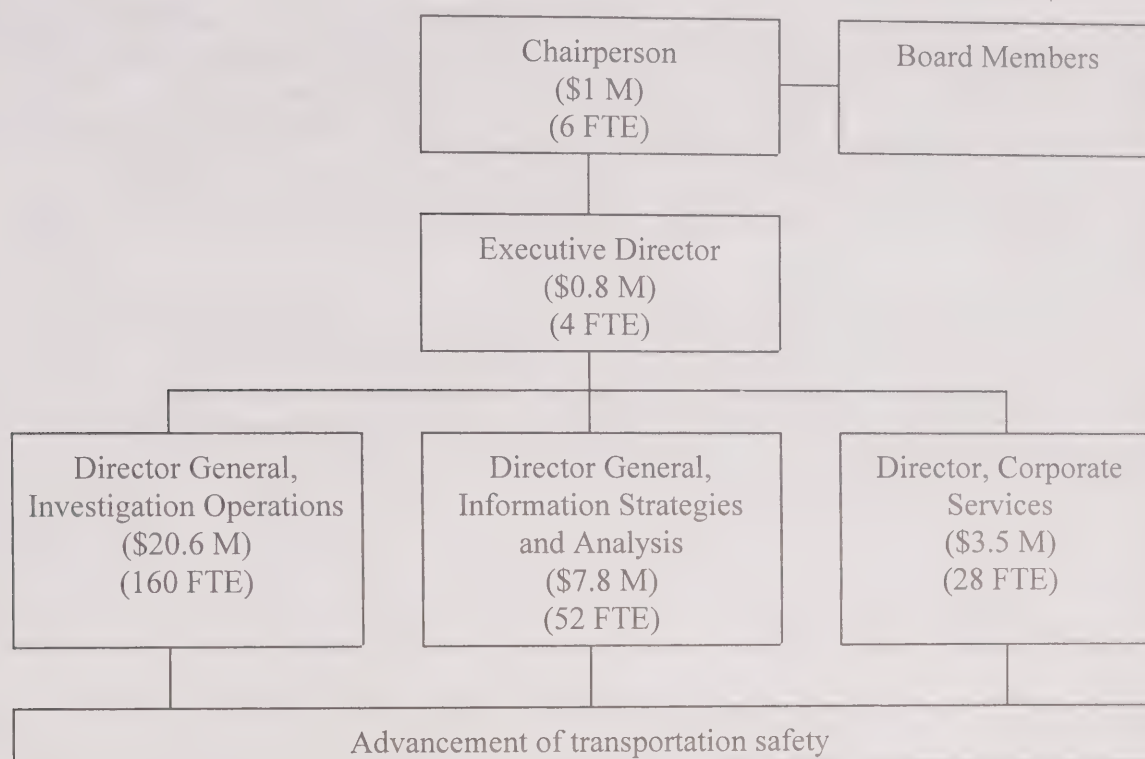 Chairperson
($1 M)
(6 FTE)
Board Members
Executive Director
($0.8 M)
(4 FTE)
Director General,
Investigation Operations
($20.6 M)
(160 FTE)
Director General,
Information Strategies
and Analysis
($7.8 M)
(52 FTE)
Director, Corporate
Services
($3.5 M)
(28 FTE)
Advancement of transportation safety